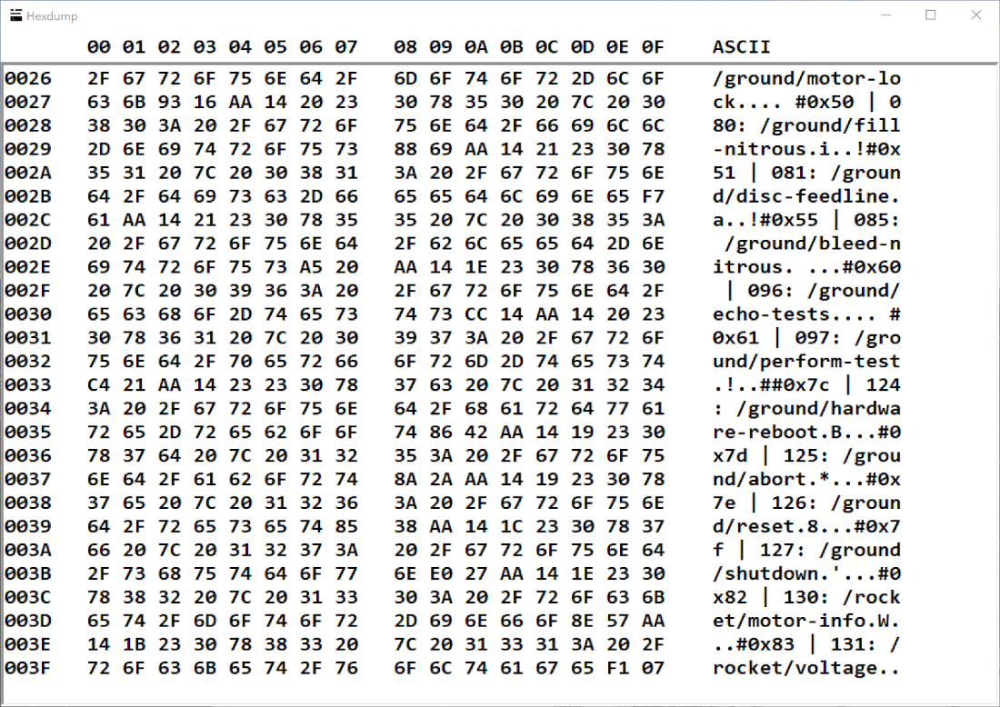 Hexdump
00 01 02 03 04 05 06 07 08 09 0A 0B 0C 0D 0E 0F ASCII
0026 2F 67 72 6F 75 6E 64 2F 6D 6F 74 6F 72 2D 6C 6F /ground/motor-lo
0027 63 6B 93 16 AA 14 20 23 30 78 35 30 20 7C 20 30 ck.... #0x50 | 0
0028 38 30 3A 20 2F 67 72 6F 75 6E 64 2F 66 69 6C 6C 80: /ground/fill
0029 2D 6E 69 74 72 6F 75 73 88 69 AA 14 21 23 30 78 -nitrous.i..!#0x
002A 35 31 20 7C 20 30 38 31 3A 20 2F 67 72 6F 75 6E 51 | 081: /groun
002B 64 2F 64 69 73 63 2D 66 65 65 64 6C 69 6E 65 F7 d/disc-feedline.
002C 61 AA 14 21 23 30 78 35 35 20 7C 20 30 38 35 3A a..!#0x55 | 085:
002D 20 2F 67 72 6F 75 6E 64 2F 62 6C 65 65 64 2D 6E  /ground/bleed-n
002E 69 74 72 6F 75 73 A5 20 AA 14 1E 23 30 78 36 30 itrous. ...#0x60
002F 20 7C 20 30 39 36 3A 20 2F 67 72 6F 75 6E 64 2F  | 096: /ground/
0030 65 63 68 6F 2D 74 65 73 74 73 CC 14 AA 14 20 23 echo-tests.... #
0031 30 78 36 31 20 7C 20 30 39 37 3A 20 2F 67 72 6F 0x61 | 097: /gro
0032 75 6E 64 2F 70 65 72 66 6F 72 6D 2D 74 65 73 74 und/perform-test
0033 C4 21 AA 14 23 23 30 78 37 63 20 7C 20 31 32 34 .!..##0x7c | 124
0034 3A 20 2F 67 72 6F 75 6E 64 2F 68 61 72 64 77 61 : /ground/hardwa
0035 72 65 2D 72 65 62 6F 6F 74 86 42 AA 14 19 23 30 re-reboot.B...#0
0036 78 37 64 20 7C 20 31 32 35 3A 20 2F 67 72 6F 75 x7d | 125: /grou
0037 6E 64 2F 61 62 6F 72 74 8A 2A AA 14 19 23 30 78 nd/abort.*...#0x
0038 37 65 20 7C 20 31 32 36 3A 20 2F 67 72 6F 75 6E 7e | 126: /groun
0039 64 2F 72 65 73 65 74 85 38 AA 14 1C 23 30 78 37 d/reset.8...#0x7
003A 66 20 7C 20 31 32 37 3A 20 2F 67 72 6F 75 6E 64 f | 127: /ground
003B 2F 73 68 75 74 64 6F 77 6E E0 27 AA 14 1E 23 30 /shutdown.'...#0
003C 78 38 32 20 7C 20 31 33 30 3A 20 2F 72 6F 63 6B x82 | 130: /rock
003D 65 74 2F 6D 6F 74 6F 72 2D 69 6E 66 6F 8E 57 AA et/motor-info.W.
003E 14 1B 23 30 78 38 33 20 7C 20 31 33 31 3A 20 2F ..#0x83 | 131: /
003F 72 6F 63 6B 65 74 2F 76 6F 6C 74 61 67 65 F1 07 rocket/voltage..